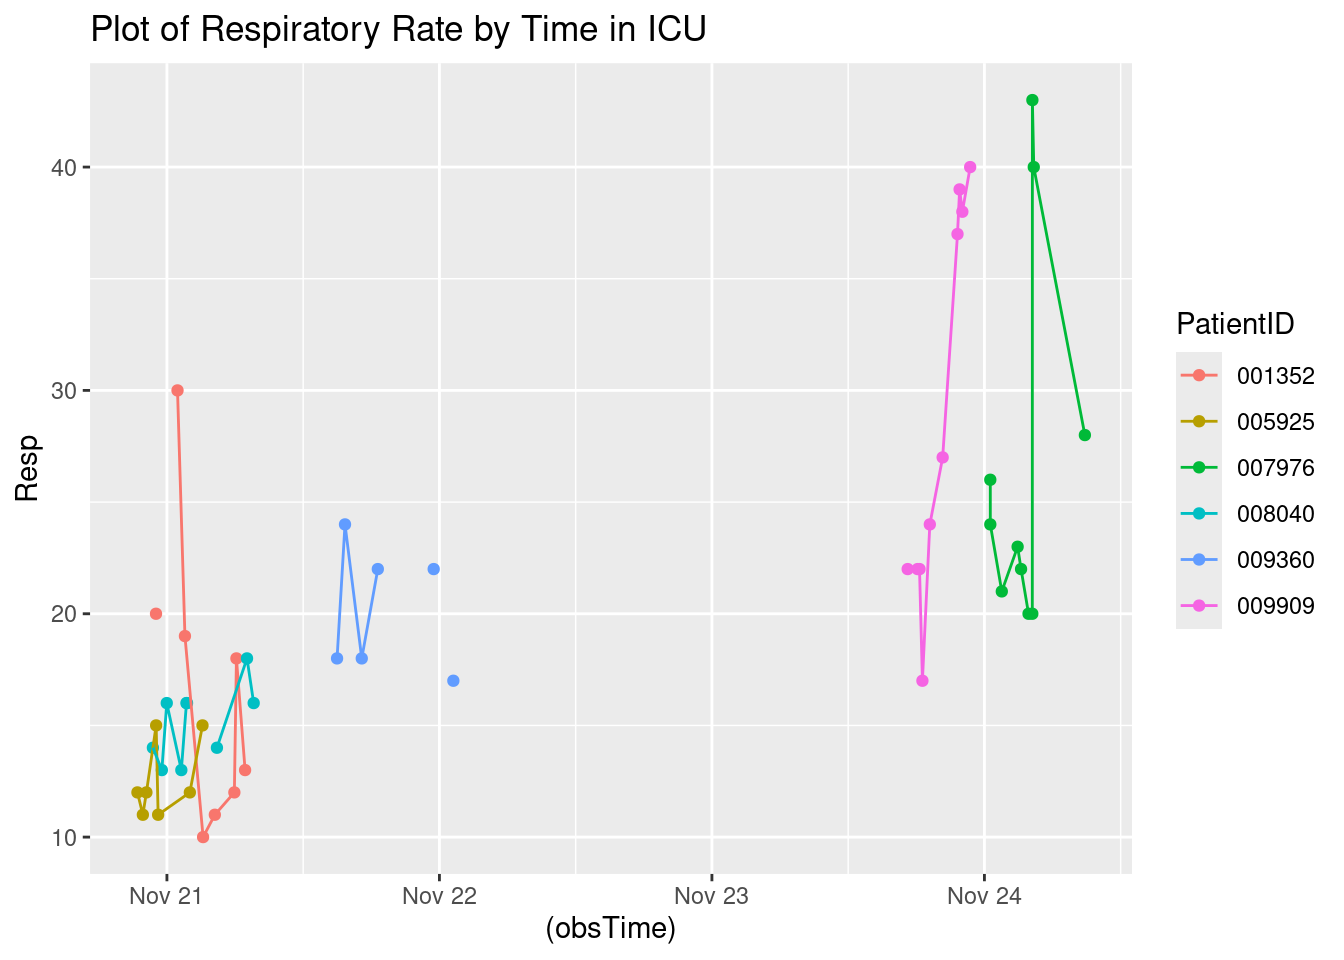 Plot of Respiratory Rate by Time in ICU
Resp
40
30
20
10
Nov 21
Nov 22
Nov 23
Nov 24
(obsTime)
PatientID
001352
005925
007976
008040
009360
009909